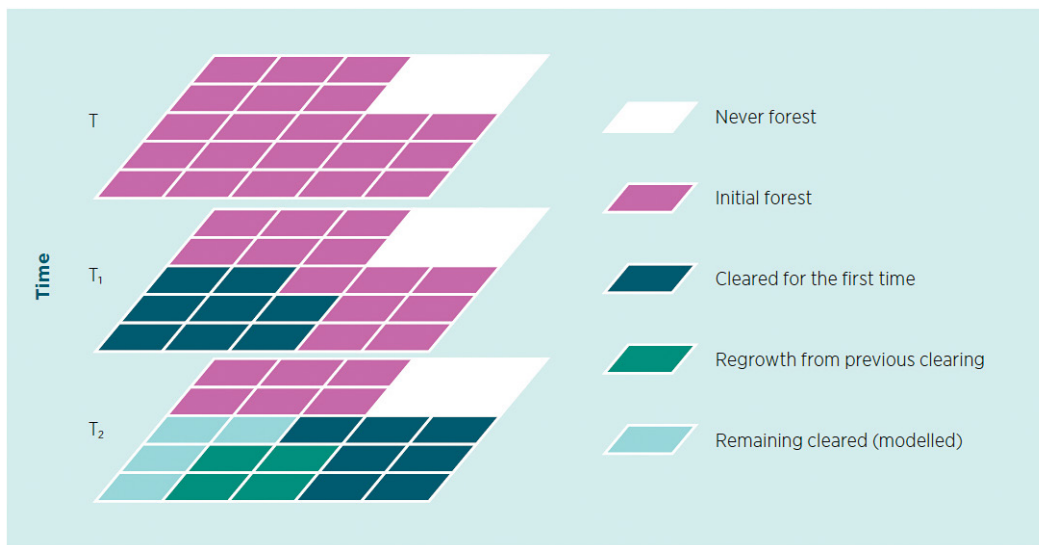 Time
T
T₁
T₂
Never forest
Initial forest
Cleared for the first time
Regrowth from previous clearing
Remaining cleared (modelled)